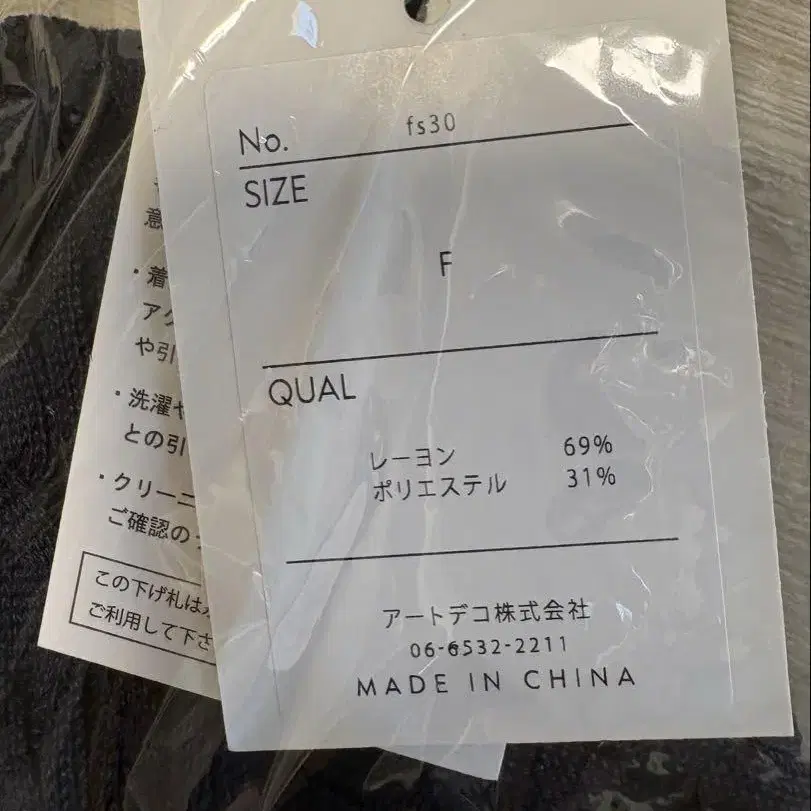 No. fs30
SIZE
F
QUAL
レーヨン 69%
ポリエステル 31%
アートデコ株式会社
06-6532-2211
MADE IN CHINA
意
・着
や引
・洗濯
との引
・クリーニ
ご確認の
この下げ札は
ご利用して下さ